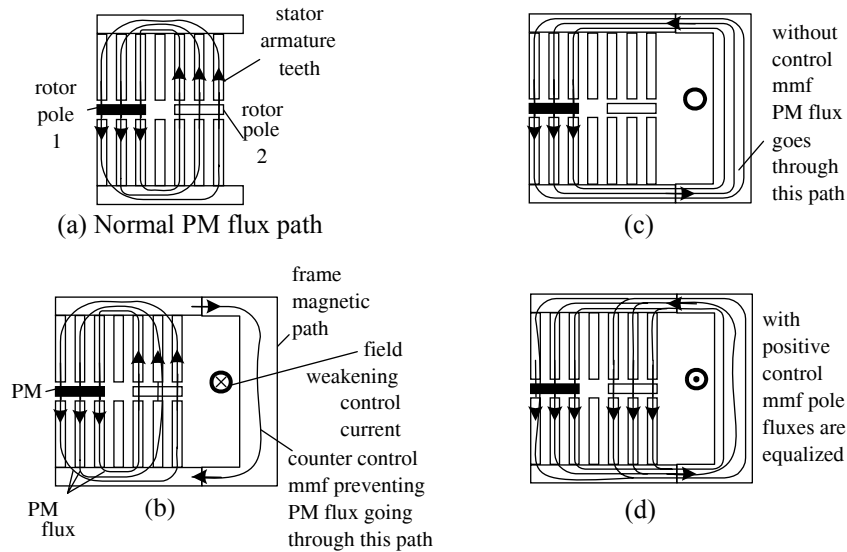 stator
armature
teeth
rotor
pole
1
rotor
pole
2
(a) Normal PM flux path
without
control
mmf
PM flux
goes
through
this path
(c)
frame
magnetic
path
PM
field
weakening
control
current
counter control
mmf preventing
PM flux going
through this path
PM
flux
(b)
with
positive
control
mmf pole
fluxes are
equalized
(d)